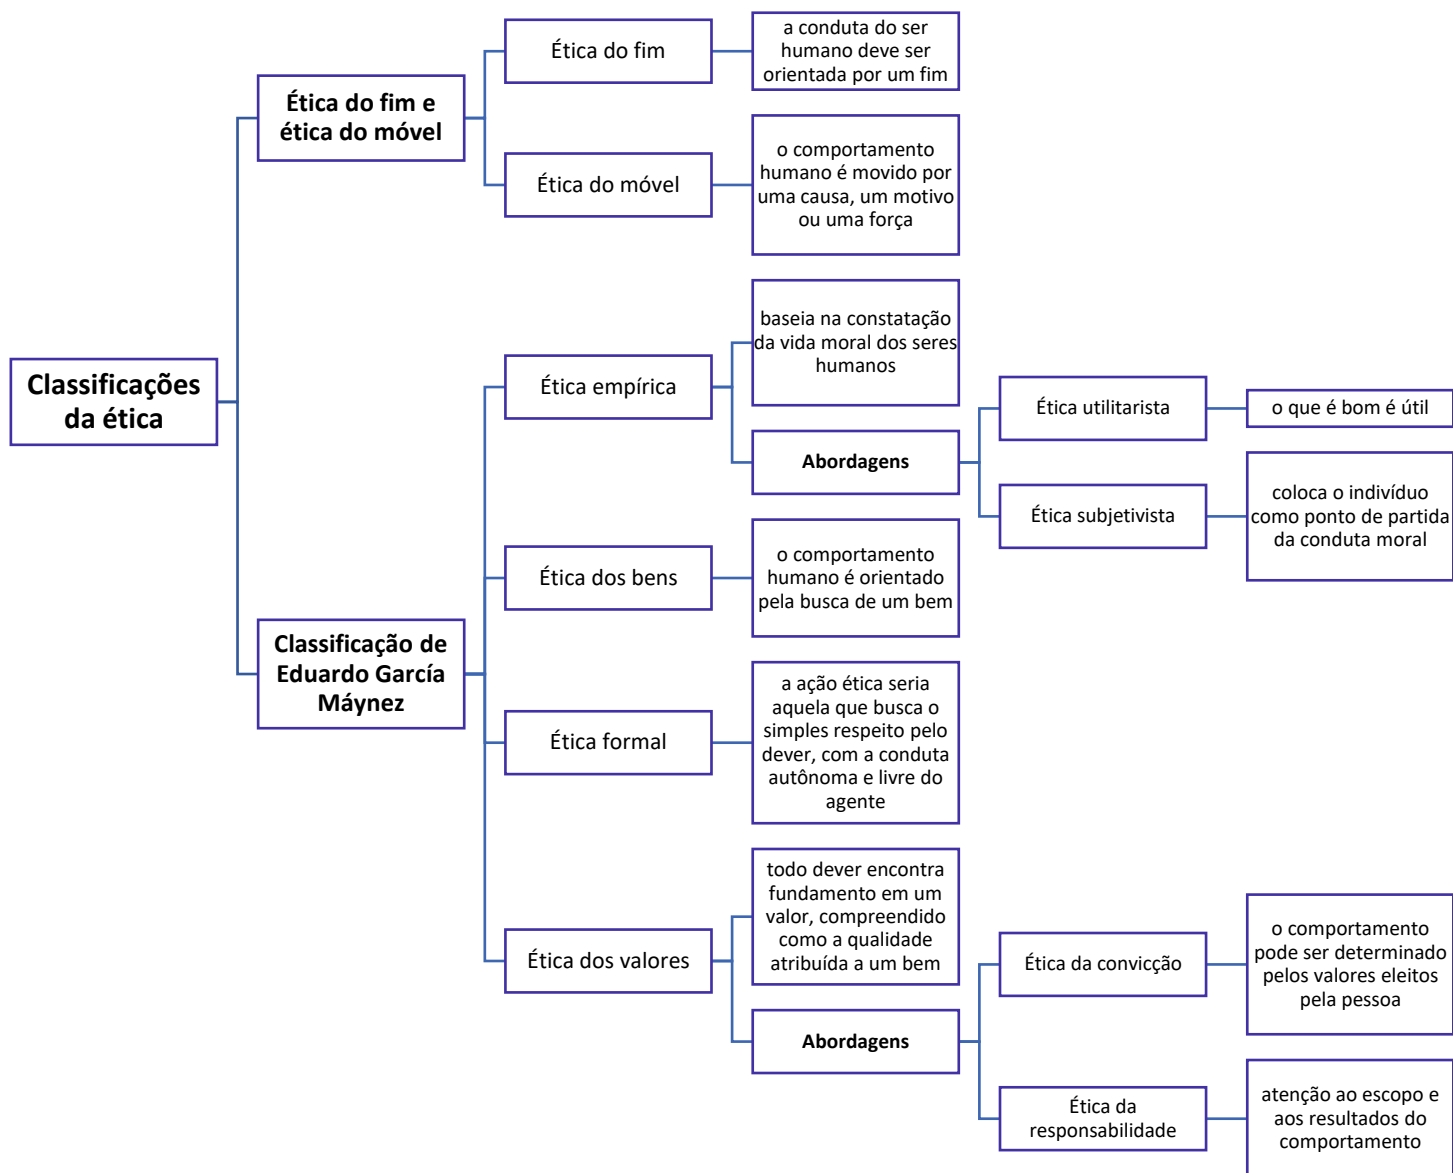 Classificações
da ética
Ética do fim e
ética do móvel
Ética do fim
a conduta do ser
humano deve ser
orientada por um fim
Ética do móvel
o comportamento
humano é movido por
uma causa, um motivo
ou uma força
Classificação de
Eduardo García
Máynez
Ética empírica
baseia na constatação
da vida moral dos seres
humanos
Abordagens
Ética utilitarista
o que é bom é útil
Ética subjetivista
coloca o indivíduo
como ponto de partida
da conduta moral
Ética dos bens
o comportamento
humano é orientado
pela busca de um bem
Ética formal
a ação ética seria
aquela que busca o
simples respeito pelo
dever, com a conduta
autônoma e livre do
agente
Ética dos valores
todo dever encontra
fundamento em um
valor, compreendido
como a qualidade
atribuída a um bem
Abordagens
Ética da convicção
o comportamento
pode ser determinado
pelos valores eleitos
pela pessoa
Ética da
responsabilidade
atenção ao escopo e
aos resultados do
comportamento